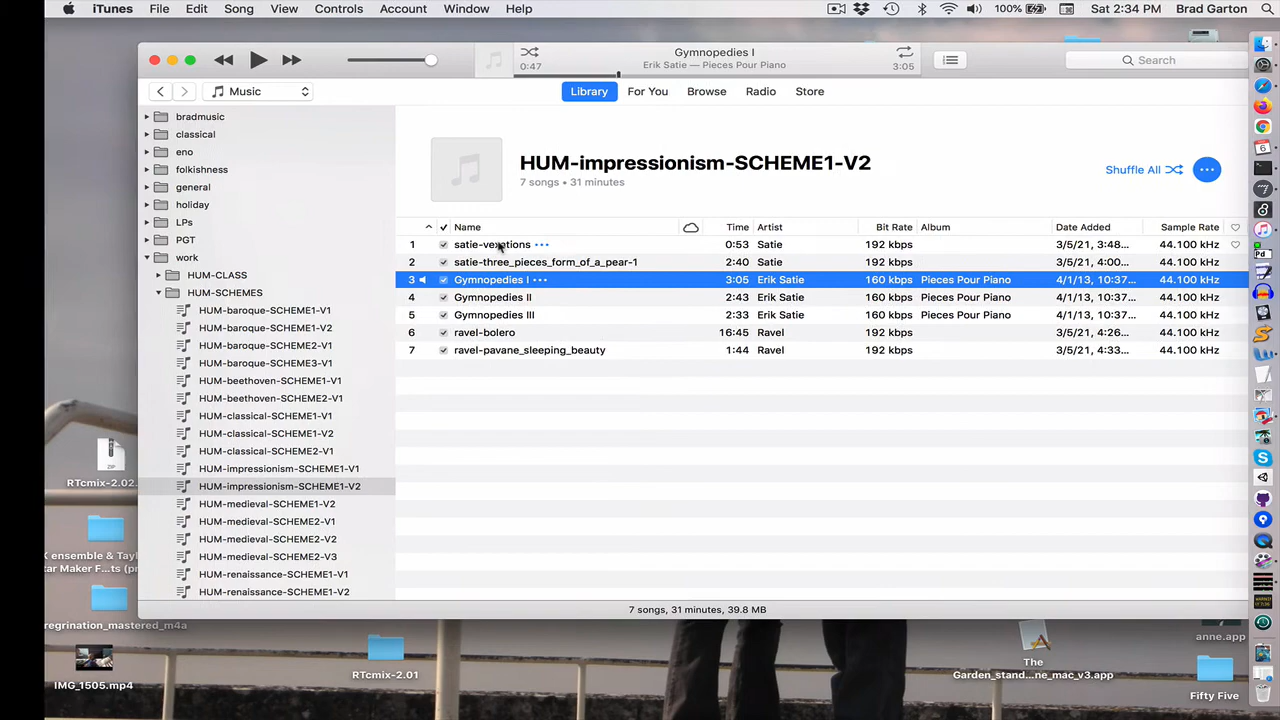 iTunes File Edit Song View Controls Account Window Help 100% Sat 2:34 PM Brad Garton
Gymnopedies I
0:47 Erik Satie — Pieces Pour Piano 3:05
Search
Music Library For You Browse Radio Store
bradmusic
classical
eno
folkishness
general
holiday
LPs
PGT
work
HUM-CLASS
HUM-SCHEMES
HUM-baroque-SCHEME1-V1
HUM-baroque-SCHEME1-V2
HUM-baroque-SCHEME2-V1
HUM-baroque-SCHEME3-V1
HUM-beethoven-SCHEME1-V1
HUM-beethoven-SCHEME2-V1
HUM-classical-SCHEME1-V1
HUM-classical-SCHEME1-V2
HUM-classical-SCHEME2-V1
HUM-impressionism-SCHEME1-V1
HUM-impressionism-SCHEME1-V2
HUM-medieval-SCHEME1-V2
HUM-medieval-SCHEME2-V1
HUM-medieval-SCHEME2-V2
HUM-medieval-SCHEME2-V3
HUM-renaissance-SCHEME1-V1
HUM-renaissance-SCHEME1-V2
HUM-impressionism-SCHEME1-V2
7 songs • 31 minutes
Shuffle All
Name Time Artist Bit Rate Album Date Added Sample Rate
1 satie-vexations ••• 0:53 Satie 192 kbps 3/5/21, 3:48... 44.100 kHz
2 satie-three_pieces_form_of_a_pear-1 2:40 Satie 192 kbps 3/5/21, 4:00... 44.100 kHz
3 Gymnopedies I ••• 3:05 Erik Satie 160 kbps Pieces Pour Piano 4/1/13, 10:37... 44.100 kHz
4 Gymnopedies II 2:43 Erik Satie 160 kbps Pieces Pour Piano 4/1/13, 10:37... 44.100 kHz
5 Gymnopedies III 2:33 Erik Satie 160 kbps Pieces Pour Piano 4/1/13, 10:37... 44.100 kHz
6 ravel-bolero 16:45 Ravel 192 kbps 3/5/21, 4:26... 44.100 kHz
7 ravel-pavane_sleeping_beauty 1:44 Ravel 192 kbps 3/5/21, 4:33... 44.100 kHz
7 songs, 31 minutes, 39.8 MB
ZIP
RTcmix-2.02.
K ensemble & Tayl
tar Maker F...ts (pr
regrination_mastered_m4a
IMG_1505.mp4
RTcmix-2.01
The
Garden_stand...ne_mac_v3.app
anne.app
Fifty Five